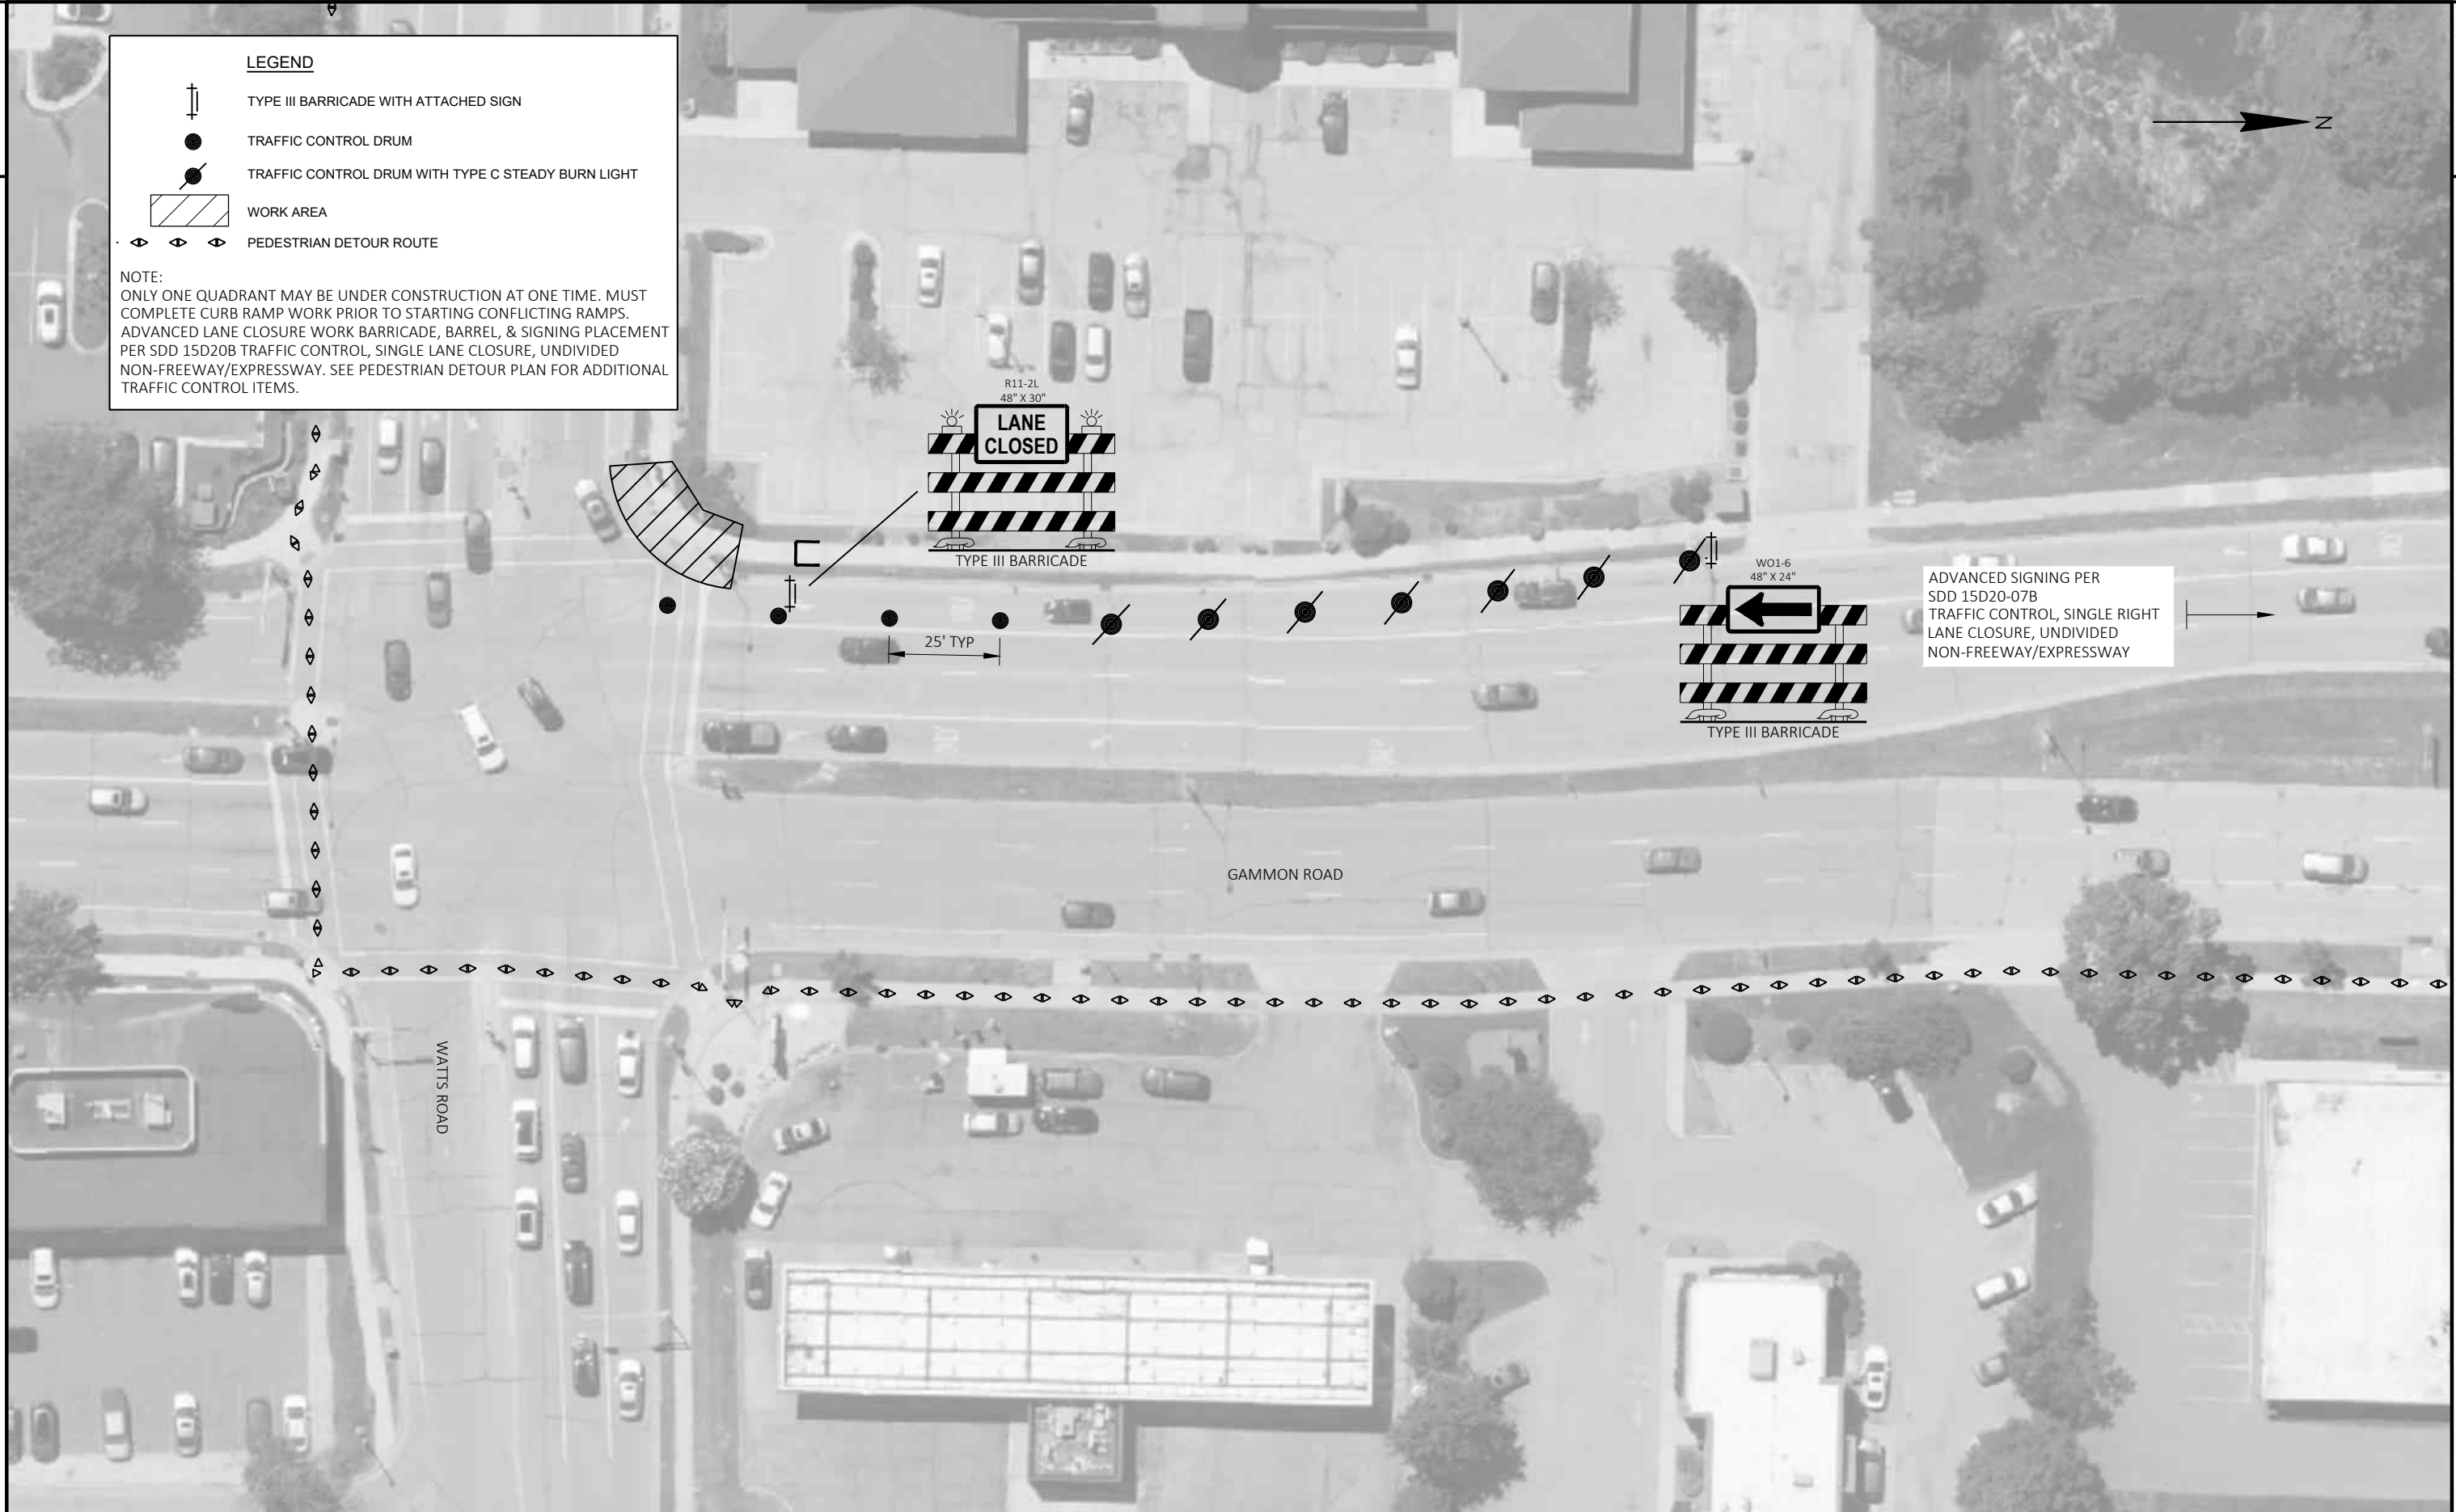 LEGEND
TYPE III BARRICADE WITH ATTACHED SIGN
TRAFFIC CONTROL DRUM
TRAFFIC CONTROL DRUM WITH TYPE C STEADY BURN LIGHT
WORK AREA
PEDESTRIAN DETOUR ROUTE
NOTE:
ONLY ONE QUADRANT MAY BE UNDER CONSTRUCTION AT ONE TIME. MUST
COMPLETE CURB RAMP WORK PRIOR TO STARTING CONFLICTING RAMPS.
ADVANCED LANE CLOSURE WORK BARRICADE, BARREL, & SIGNING PLACEMENT
PER SDD 15D20B TRAFFIC CONTROL, SINGLE LANE CLOSURE, UNDIVIDED
NON-FREEWAY/EXPRESSWAY. SEE PEDESTRIAN DETOUR PLAN FOR ADDITIONAL
TRAFFIC CONTROL ITEMS.
N
R11-2L
48" X 30"
LANE
CLOSED
TYPE III BARRICADE
25' TYP
WO1-6
48" X 24"
TYPE III BARRICADE
ADVANCED SIGNING PER
SDD 15D20-07B
TRAFFIC CONTROL, SINGLE RIGHT
LANE CLOSURE, UNDIVIDED
NON-FREEWAY/EXPRESSWAY
GAMMON ROAD
WATTS ROAD